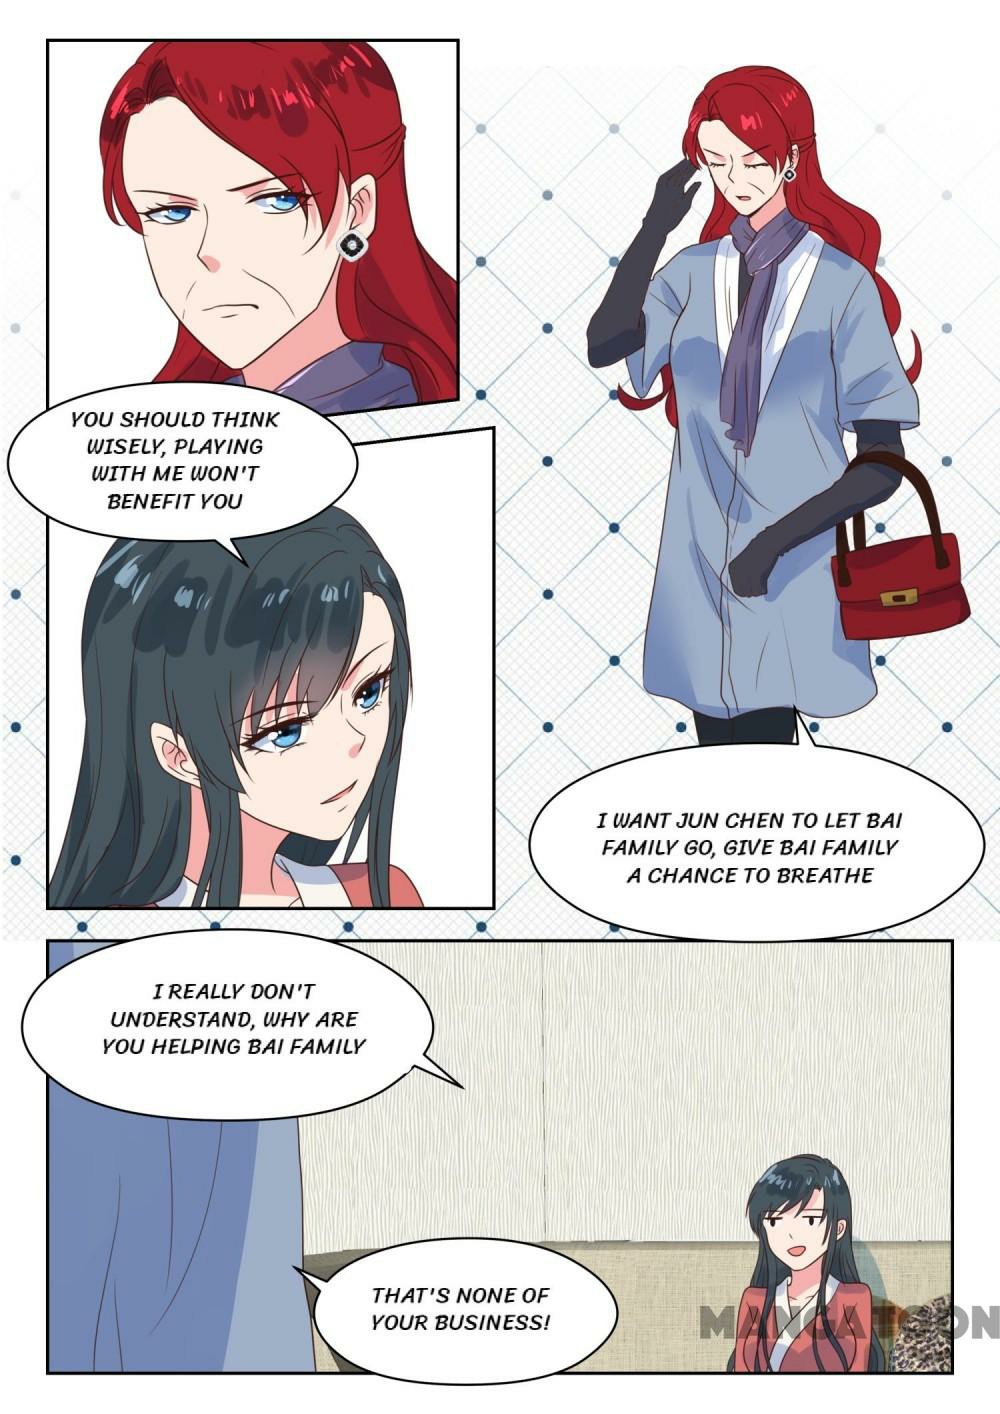 YOU SHOULD THINK
WISELY, PLAYING
WITH ME WON'T
BENEFIT YOU
I WANT JUN CHEN TO LET BAI
FAMILY GO, GIVE BAI FAMILY
A CHANCE TO BREATHE
I REALLY DON'T
UNDERSTAND, WHY ARE
YOU HELPING BAI FAMILY
THAT'S NONE OF
YOUR BUSINESS!
MANGATOON